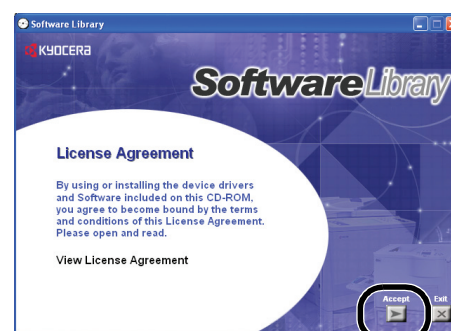 Software Library
KYOCERA
Software Library
License Agreement
By using or installing the device drivers
and Software included on this CD-ROM,
you agree to become bound by the terms
and conditions of this License Agreement.
Please open and read.
View License Agreement
Accept Exit